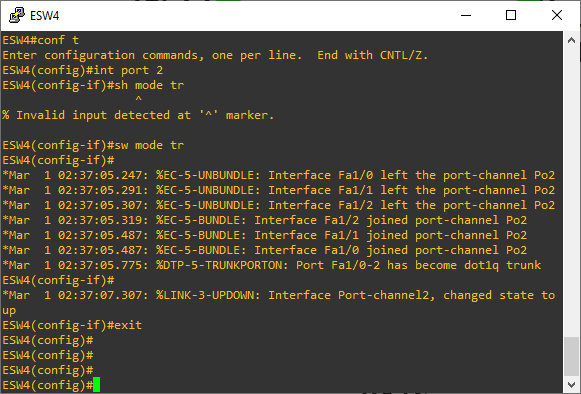 ESW4
ESW4#conf t
Enter configuration commands, one per line.  End with CNTL/Z.
ESW4(config)#int port 2
ESW4(config-if)#sh mode tr
                  ^
% Invalid input detected at '^' marker.
ESW4(config-if)#sw mode tr
ESW4(config-if)#
*Mar  1 02:37:05.247: %EC-5-UNBUNDLE: Interface Fa1/0 left the port-channel Po2
*Mar  1 02:37:05.291: %EC-5-UNBUNDLE: Interface Fa1/1 left the port-channel Po2
*Mar  1 02:37:05.307: %EC-5-UNBUNDLE: Interface Fa1/2 left the port-channel Po2
*Mar  1 02:37:05.319: %EC-5-BUNDLE: Interface Fa1/2 joined port-channel Po2
*Mar  1 02:37:05.487: %EC-5-BUNDLE: Interface Fa1/1 joined port-channel Po2
*Mar  1 02:37:05.487: %EC-5-BUNDLE: Interface Fa1/0 joined port-channel Po2
*Mar  1 02:37:05.775: %DTP-5-TRUNKPORTON: Port Fa1/0-2 has become dot1q trunk
ESW4(config-if)#
*Mar  1 02:37:07.307: %LINK-3-UPDOWN: Interface Port-channel2, changed state to
up
ESW4(config-if)#exit
ESW4(config)#
ESW4(config)#
ESW4(config)#
ESW4(config)#